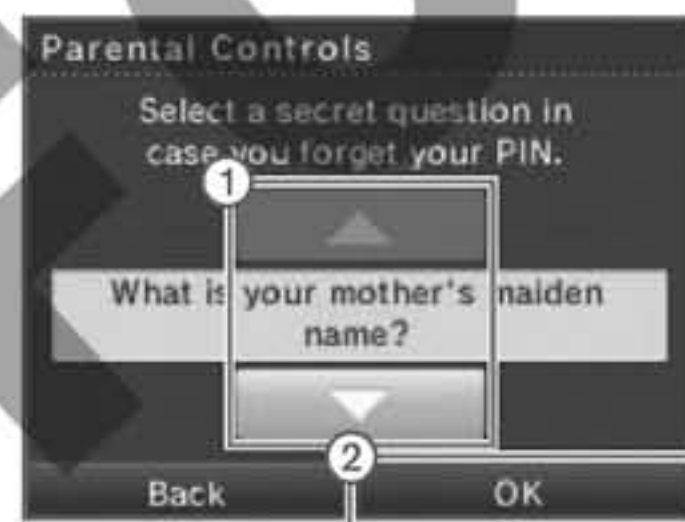 Parental Controls
Select a secret question in
case you forget your PIN.
1
What is your mother's maiden
name?
2
Back
OK